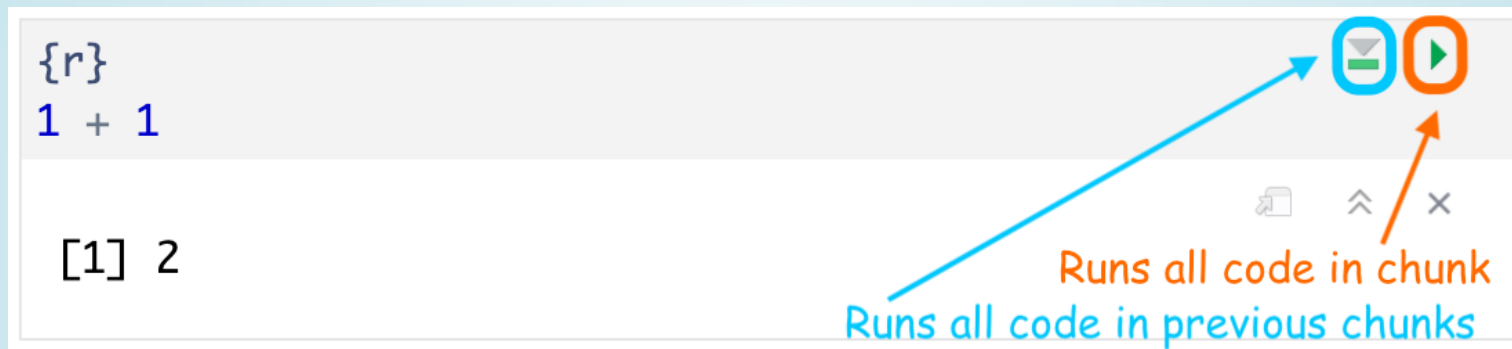 {r}
1 + 1
[1] 2
Runs all code in chunk
Runs all code in previous chunks